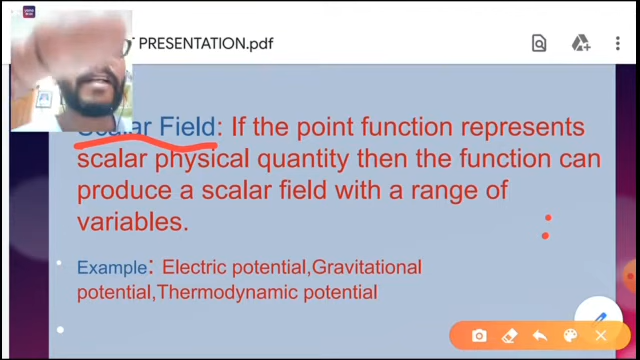 PRESENTATION.pdf
Scalar Field: If the point function represents
scalar physical quantity then the function can
produce a scalar field with a range of
variables.
Example: Electric potential,Gravitational
potential,Thermodynamic potential